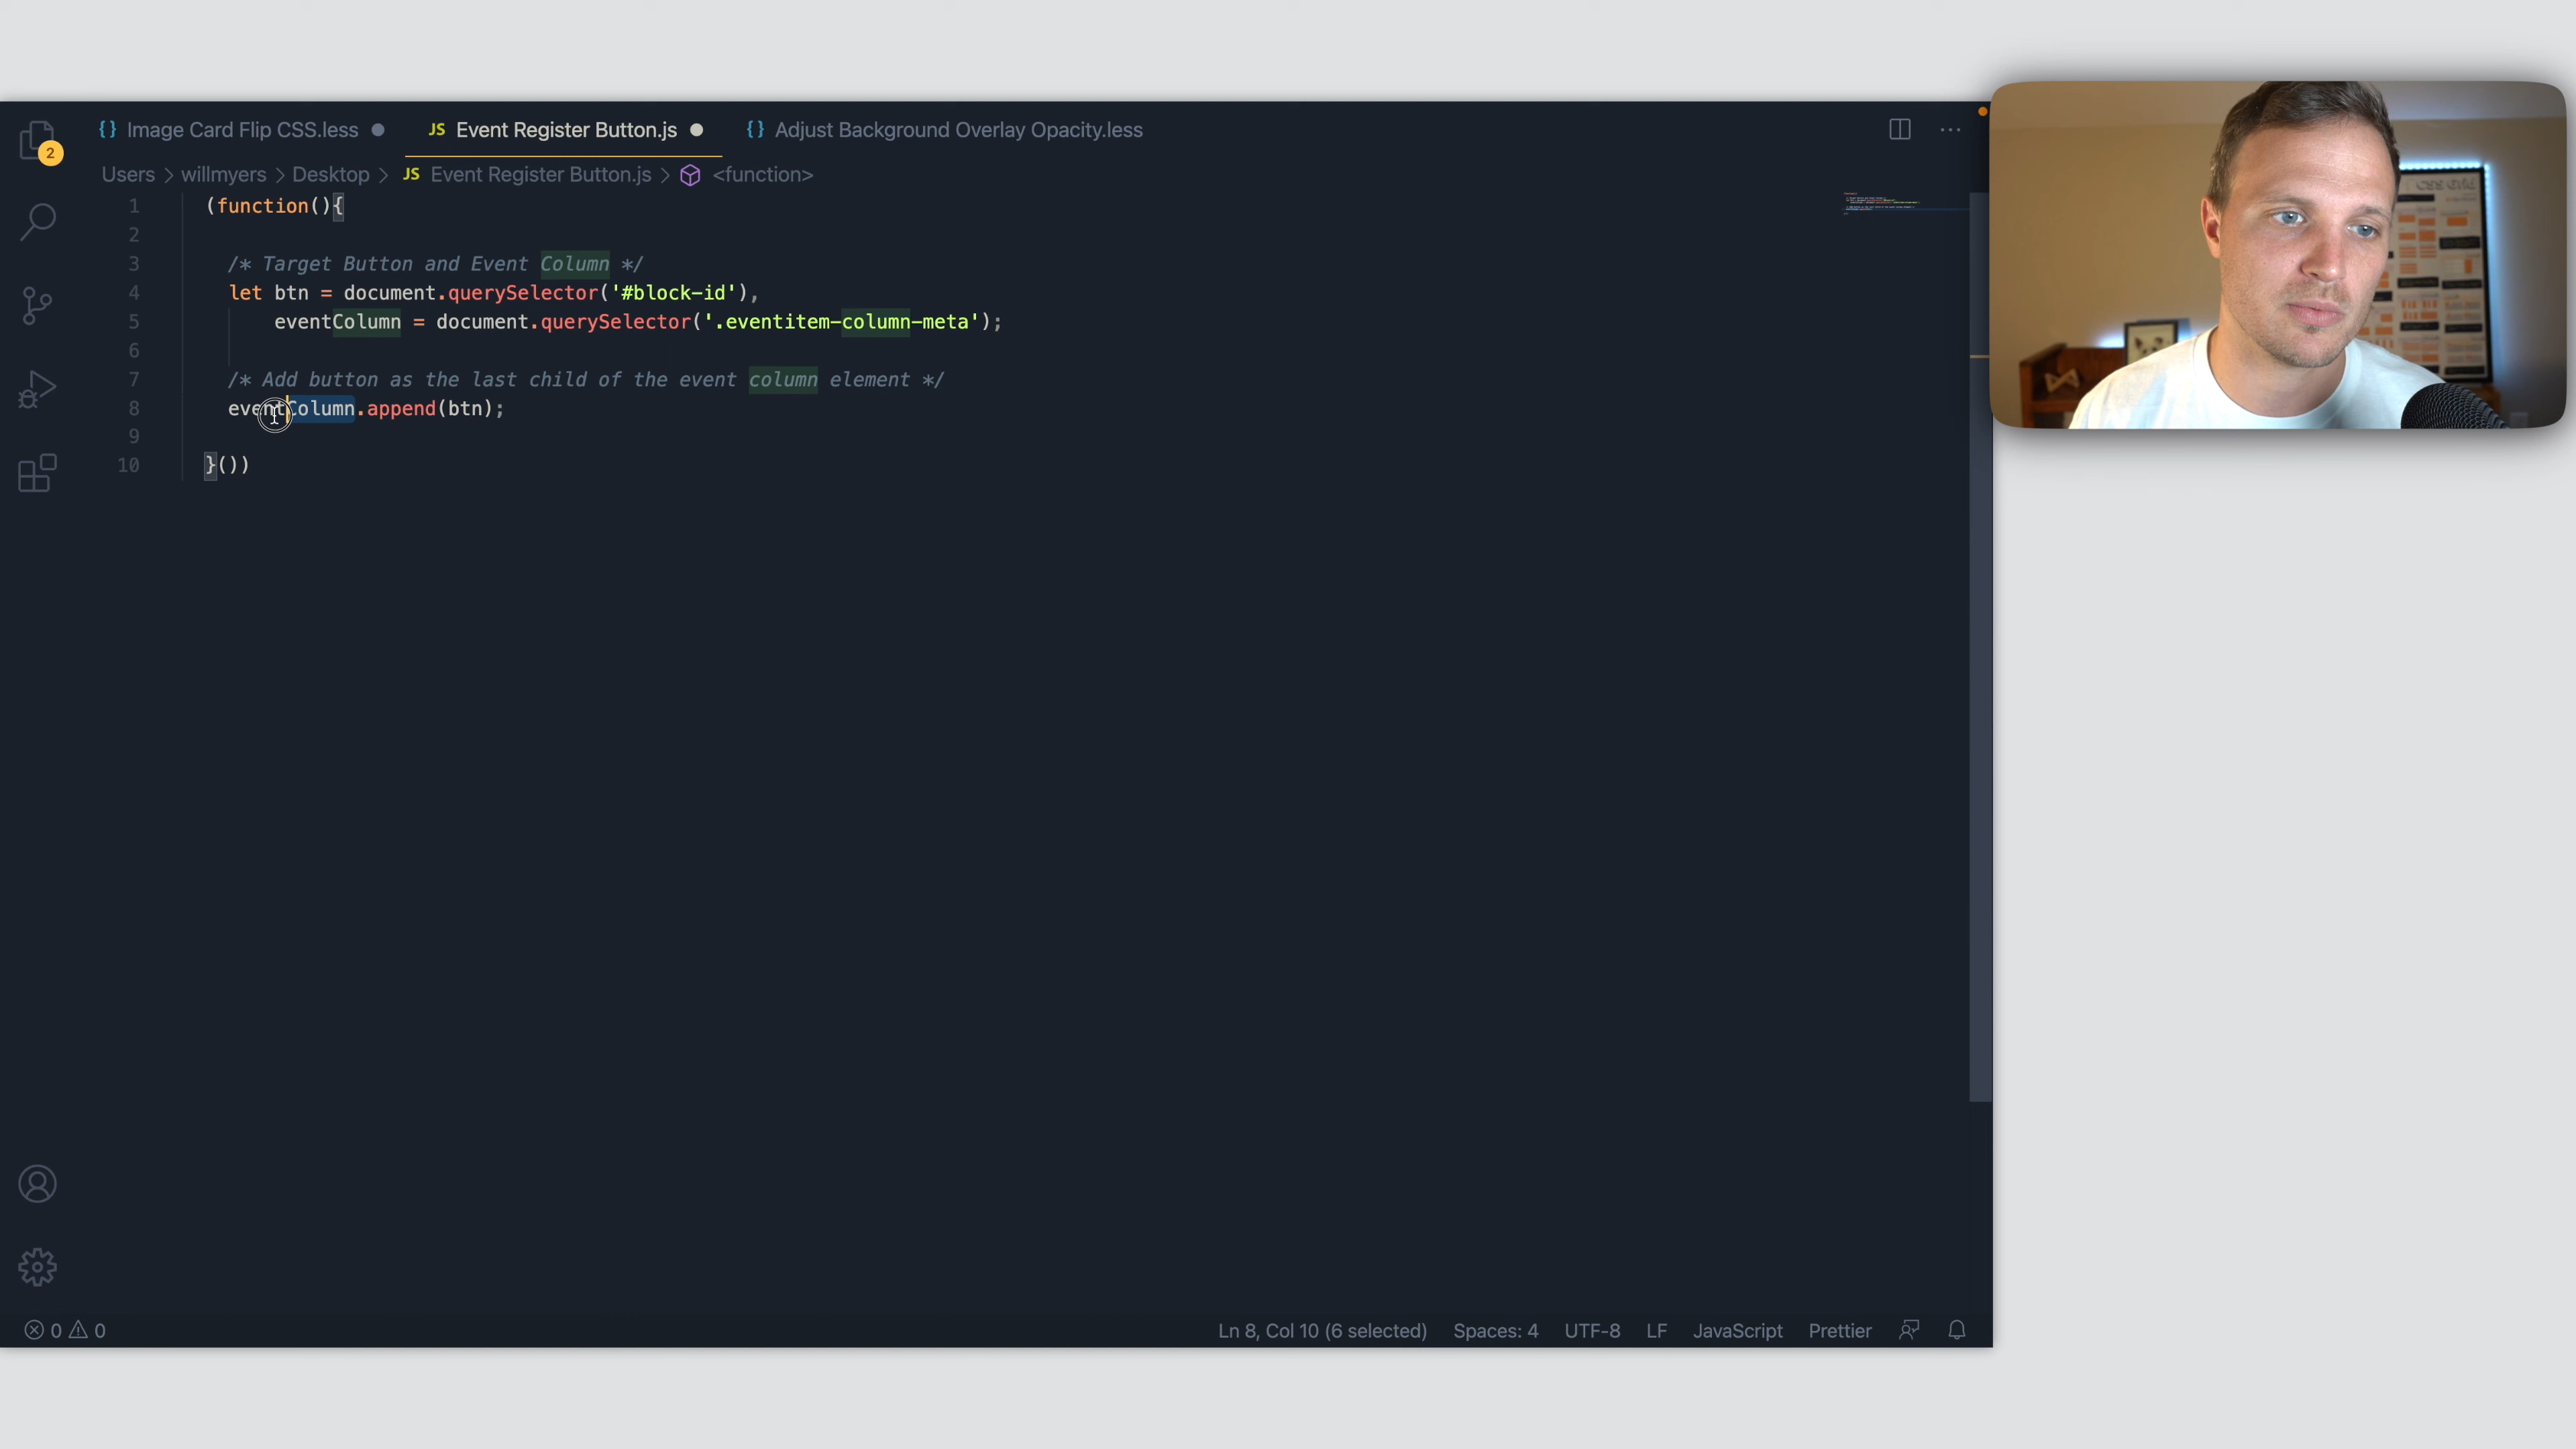 {} Image Card Flip CSS.less
JS Event Register Button.js
{} Adjust Background Overlay Opacity.less
2
Users > willmyers > Desktop > JS Event Register Button.js > <function>
1 (function(){
2
3 /* Target Button and Event Column */
4 let btn = document.querySelector('#block-id'),
5 eventColumn = document.querySelector('.eventitem-column-meta');
6
7 /* Add button as the last child of the event column element */
8 eventColumn.append(btn);
9
10 }())
0 0
Ln 8, Col 10 (6 selected)
Spaces: 4
UTF-8
LF
JavaScript
Prettier